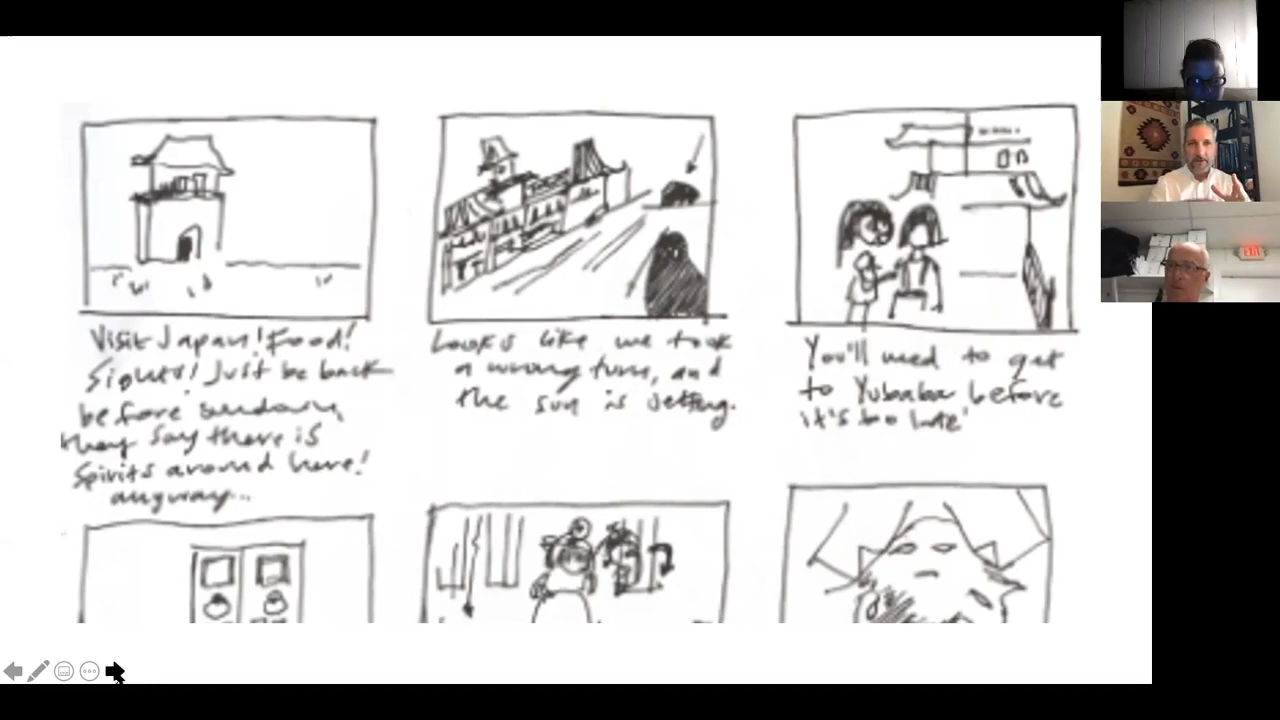 Visit Japan! Food!
Sights! Just be back
before sundown,
they say there is
Spirits around here!
anyway...
Looks like we took
a wrong turn, and
the sun is setting.
You'll need to get
to Yubaba before
it's too late'
EXIT